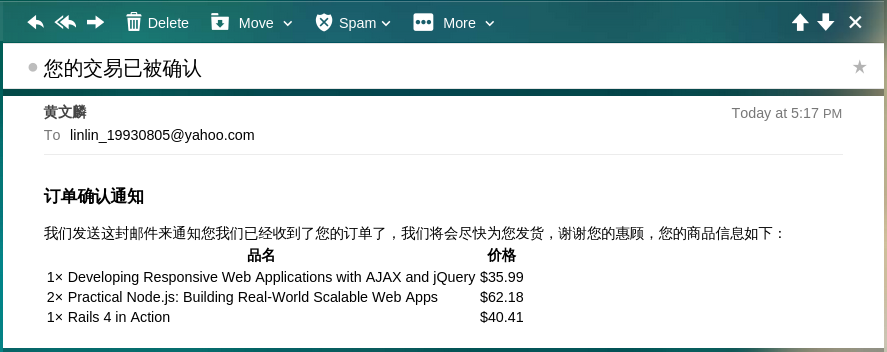 Delete Move Spam More
您的交易已被确认
黄文麟 Today at 5:17 PM
To linlin_19930805@yahoo.com
订单确认通知
我们发送这封邮件来通知您我们已经收到了您的订单了，我们将会尽快为您发货，谢谢您的惠顾，您的商品信息如下：
品名 价格
1× Developing Responsive Web Applications with AJAX and jQuery $35.99
2× Practical Node.js: Building Real-World Scalable Web Apps $62.18
1× Rails 4 in Action $40.41